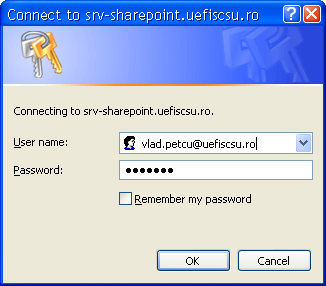 Connect to srv-sharepoint.uefiscsu.ro
Connecting to srv-sharepoint.uefiscsu.ro.
User name: vlad.petcu@uefiscsu.ro
Password: •••••••
Remember my password
OK Cancel